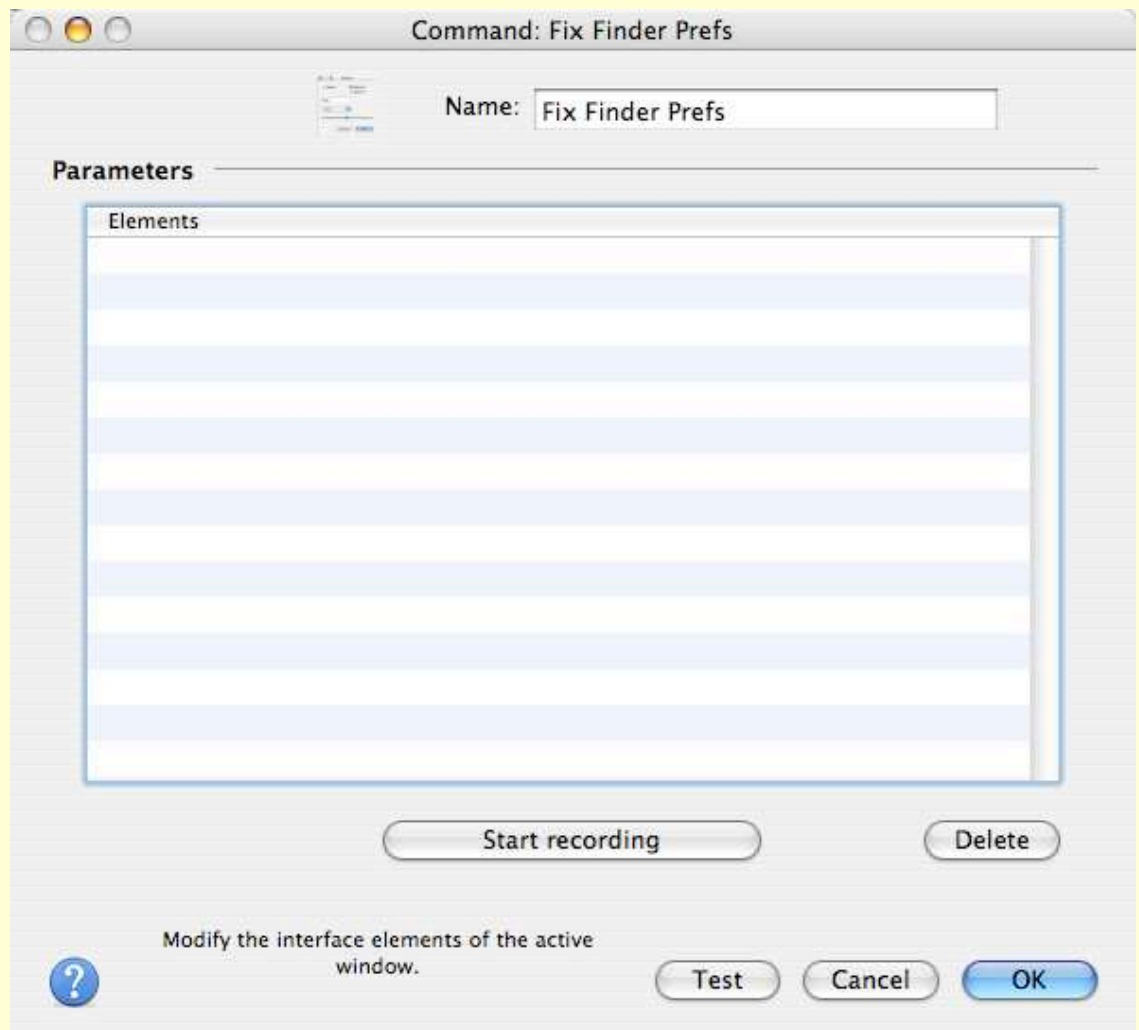 Command: Fix Finder Prefs
Name: Fix Finder Prefs
Parameters
Elements
Start recording
Delete
Modify the interface elements of the active
window.
?
Test
Cancel
OK